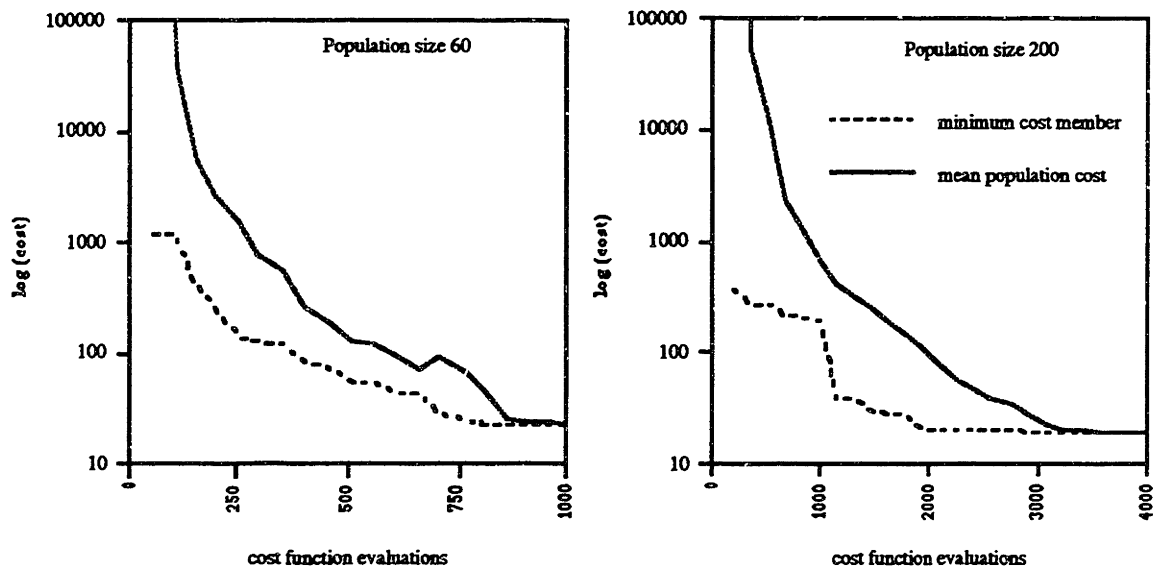 Population size 60
100000
10000
1000
100
10
log (cost)
0
250
500
750
1000
cost function evaluations
Population size 200
minimum cost member
mean population cost
100000
10000
1000
100
10
log (cost)
0
1000
2000
3000
4000
cost function evaluations